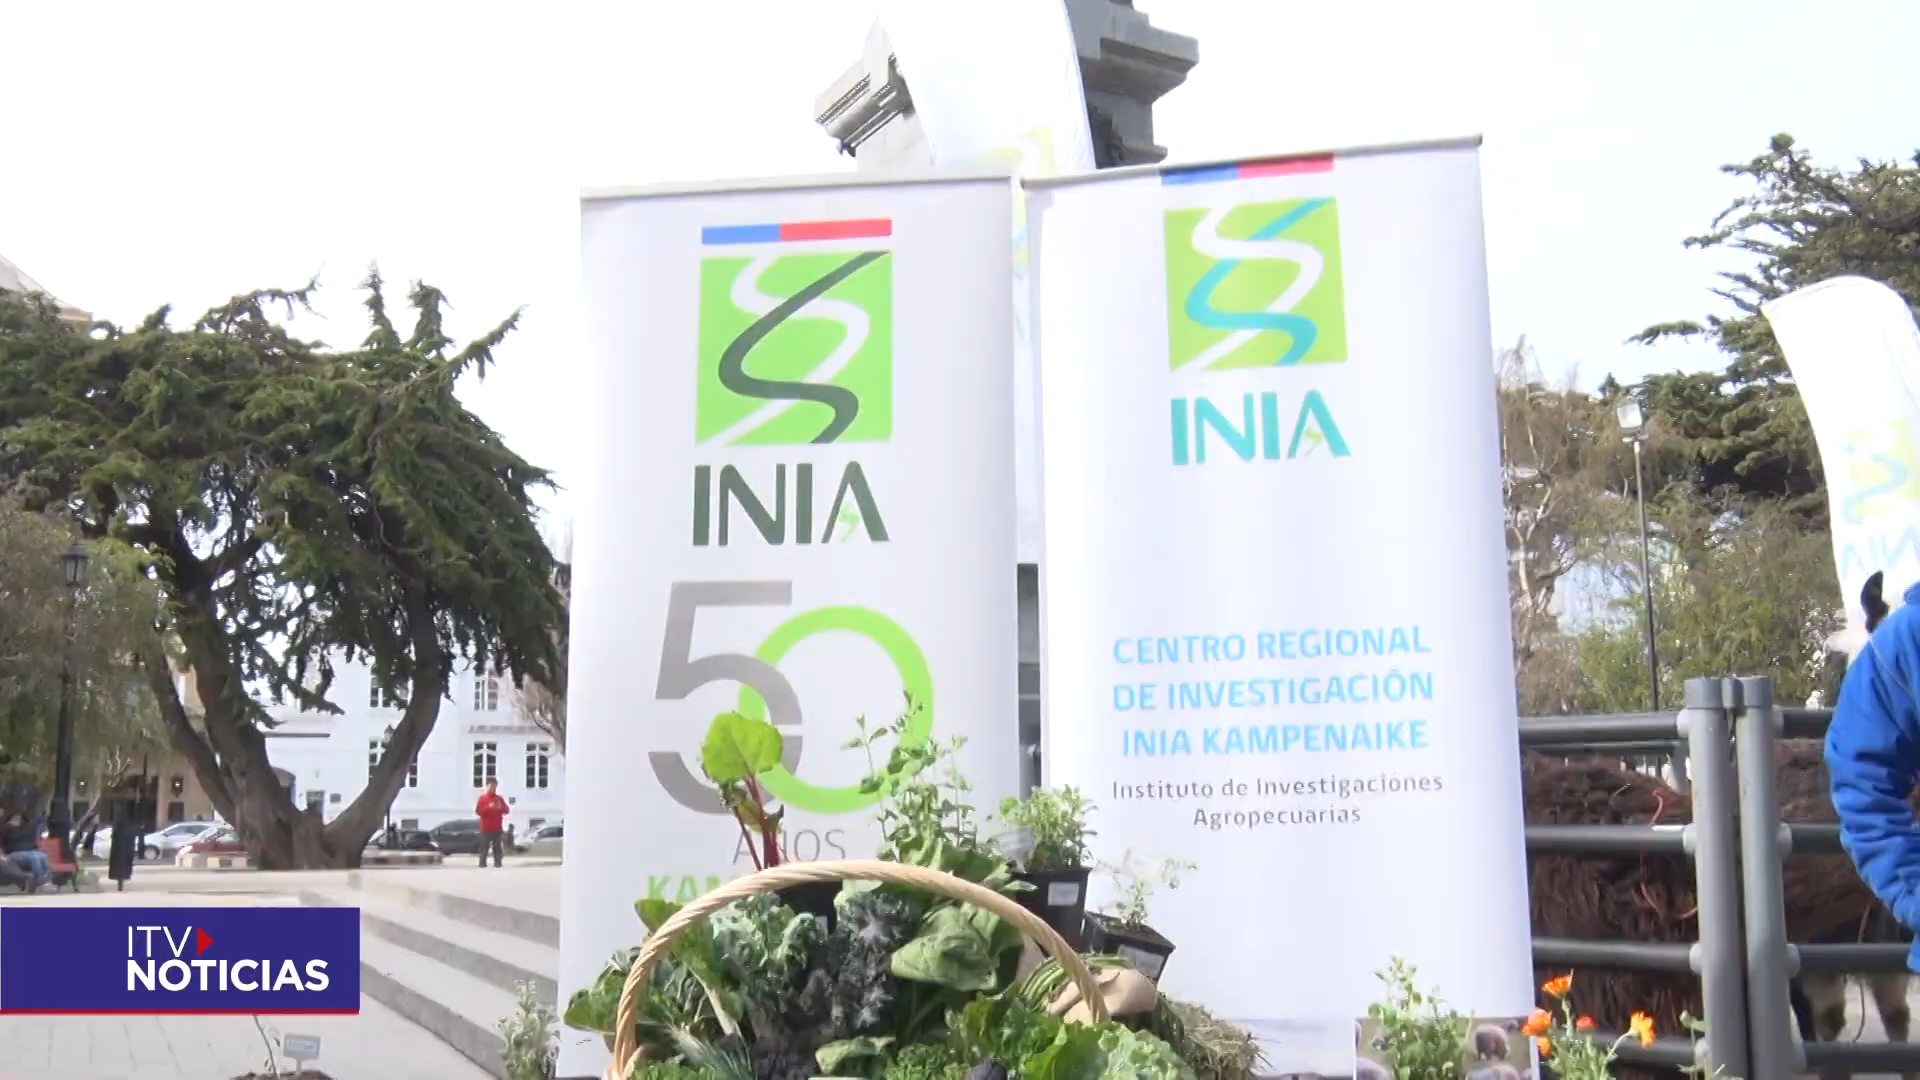 INIA
50
AÑOS
INIA
CENTRO REGIONAL
DE INVESTIGACIÓN
INIA KAMPENAIKE
Instituto de Investigaciones
Agropecuarias
ITV
NOTICIAS